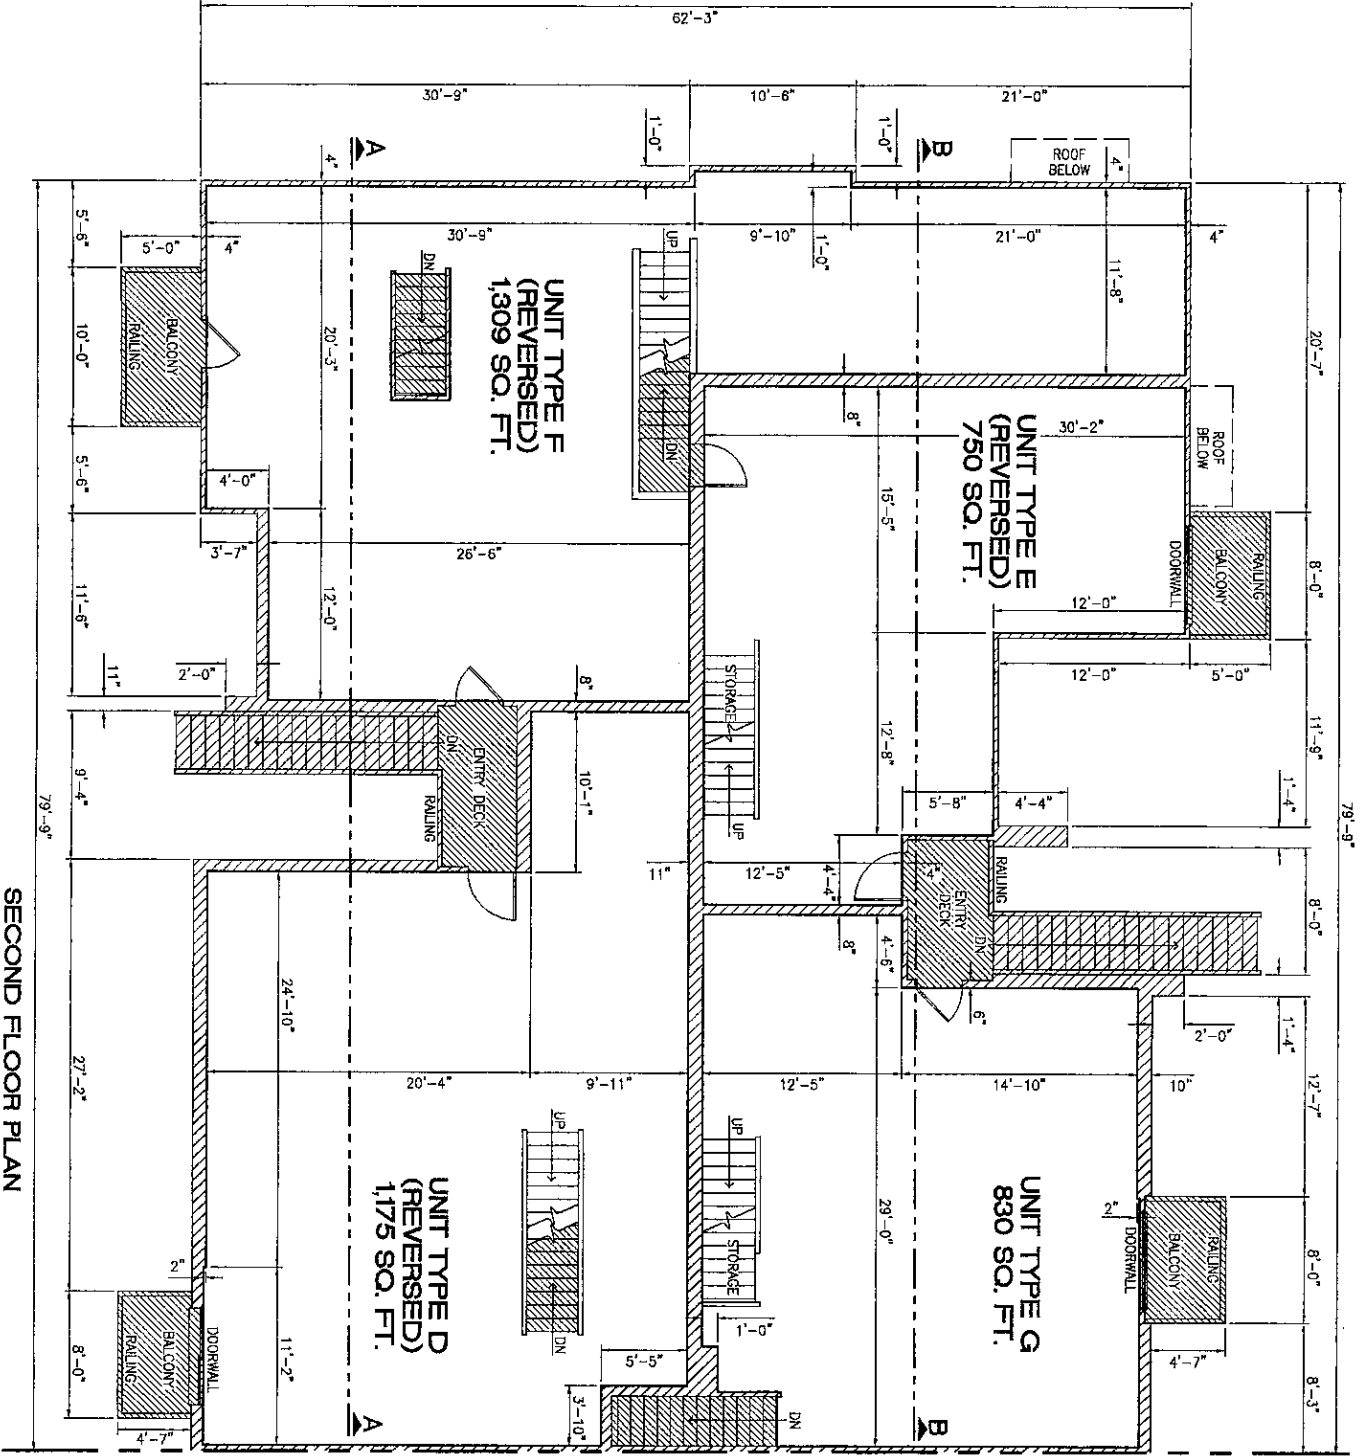 62'-3"
30'-9"
10'-6"
21'-0"
1'-0"
1'-0"
A
B
ROOF
BELOW
4"
4"
5'-6"
5'-0"
4"
30'-9"
UP
9'-10"
1'-0"
21'-0"
11'-8"
4"
DN
20'-7"
10'-0"
BALCONY
RAILING
20'-3"
UNIT TYPE F
(REVERSED)
1,309 SQ. FT.
DN
8"
30'-2"
UNIT TYPE E
(REVERSED)
750 SQ. FT.
ROOF
BELOW
5'-6"
4'-0"
15'-5"
3'-7"
26'-6"
DOORWALL
BALCONY
RAILING
8'-0"
11'-6"
12'-0"
12'-0"
12'-0"
5'-0"
11"
2'-0"
8"
STORAGE
UP
12'-8"
11'-9"
9'-4"
DN
ENTRY DECK
RAILING
10'-1"
5'-8"
4'-4"
1'-4"
79'-9"
79'-9"
11"
12'-5"
4'-4"
4"
RAILING
ENTRY
DECK
DN
8'-0"
8"
4'-6"
6"
24'-10"
27'-2"
20'-4"
9'-11"
12'-5"
14'-10"
10"
2'-0"
1'-4"
12'-7"
UP
UP
STORAGE
DN
UNIT TYPE D
(REVERSED)
1,175 SQ. FT.
29'-0"
UNIT TYPE G
830 SQ. FT.
2"
DOORWALL
BALCONY
RAILING
8'-0"
2"
DOORWALL
BALCONY
RAILING
8'-0"
11'-2"
1'-0"
5'-5"
3'-10"
DN
4'-7"
8'-3"
4'-7"
A
B
SECOND FLOOR PLAN